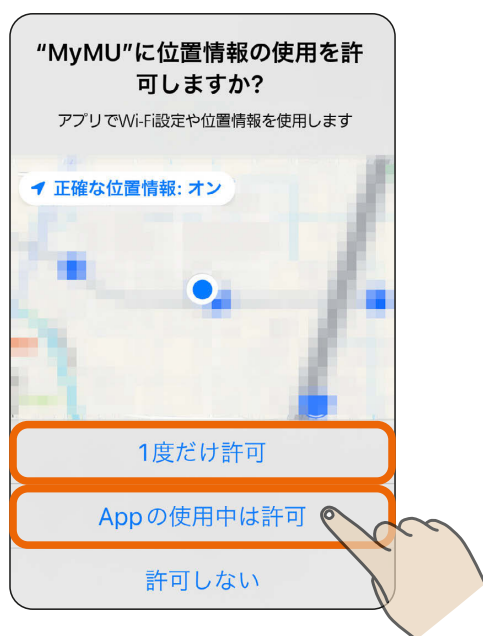 “MyMU”に位置情報の使用を許
可しますか?
アプリでWi-Fi設定や位置情報を使用します
正確な位置情報: オン
1度だけ許可
Appの使用中は許可
許可しない